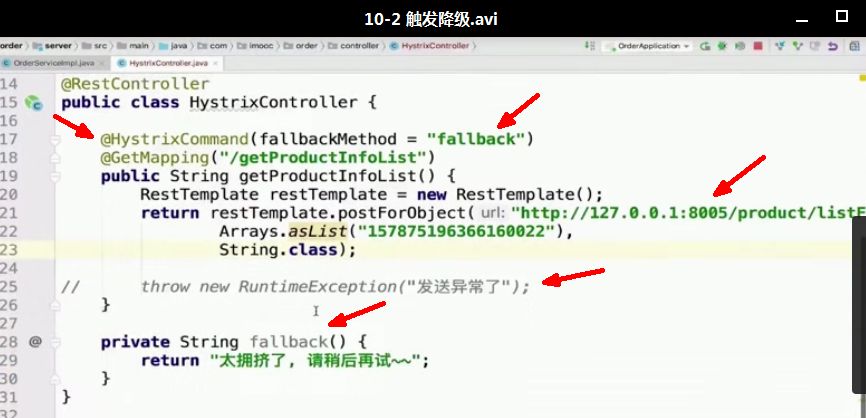 10-2 触发降级.avi
order server src main java com imooc order controller HystrixController OrderApplication
OrderServiceImpl.java HystrixController.java
14 @RestController
15 public class HystrixController {
16
17 @HystrixCommand(fallbackMethod = "fallback")
18 @GetMapping("/getProductInfoList")
19 public String getProductInfoList() {
20 RestTemplate restTemplate = new RestTemplate();
21 return restTemplate.postForObject( url: "http://127.0.0.1:8005/product/listF
22 Arrays.asList("157875196366160022"),
23 String.class);
24
25 // throw new RuntimeException("发送异常了");
26 }
27
28 @ private String fallback() {
29 return "太拥挤了, 请稍后再试~~";
30 }
31 }
32